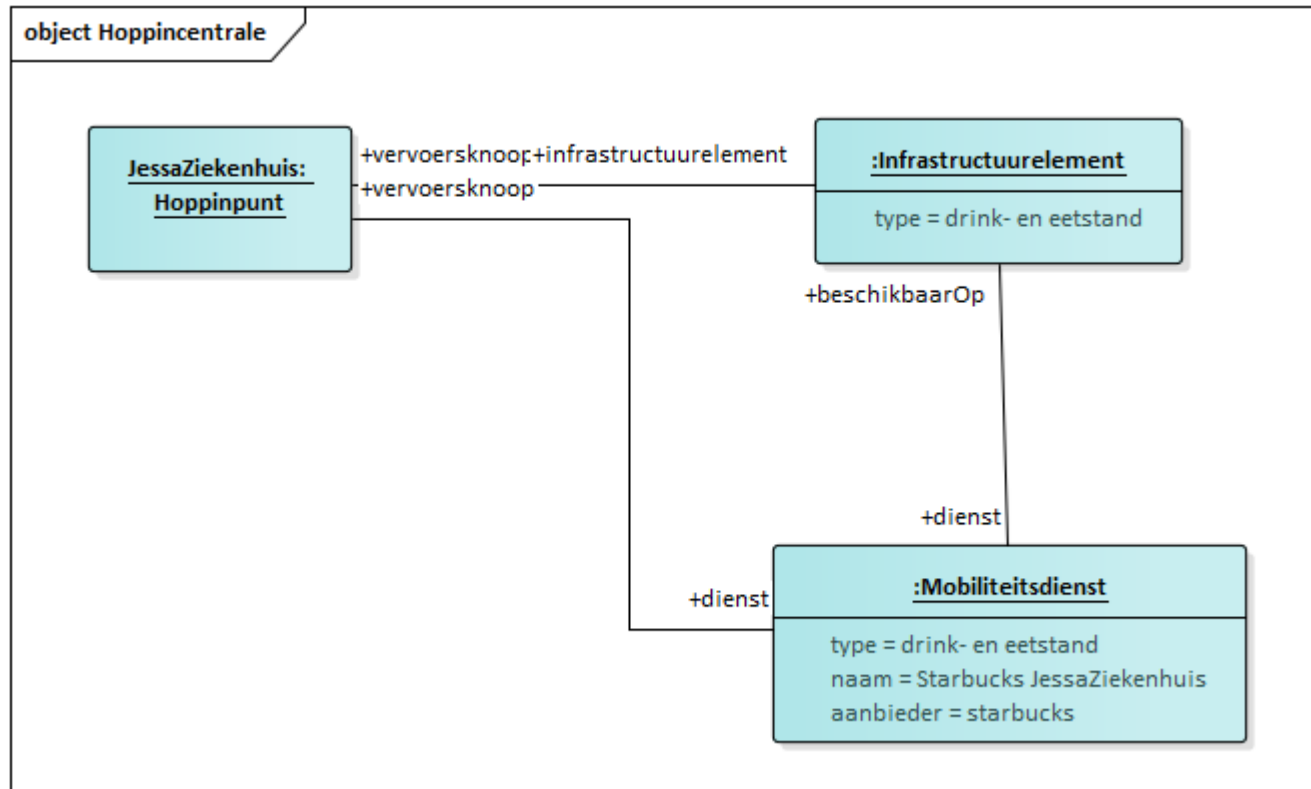 object Hoppincentrale
JessaZiekenhuis:
Hoppinpunt
+vervoersknoop
+infrastructuurelement
+vervoersknoop
:Infrastructuurelement
type = drink- en eetstand
+beschikbaarOp
+dienst
+dienst
:Mobiliteitsdienst
type = drink- en eetstand
naam = Starbucks JessaZiekenhuis
aanbieder = starbucks